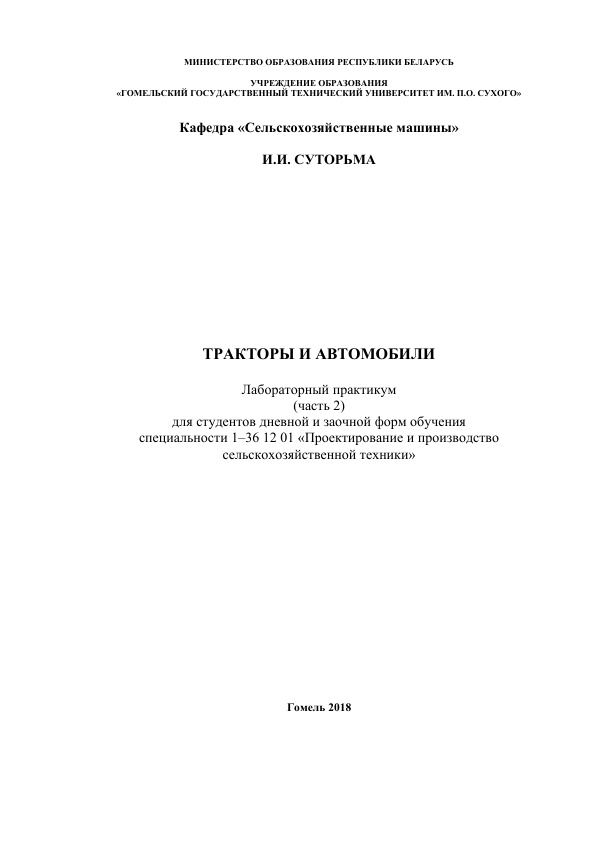 МИНИСТЕРСТВО ОБРАЗОВАНИЯ РЕСПУБЛИКИ БЕЛАРУСЬ
УЧРЕЖДЕНИЕ ОБРАЗОВАНИЯ
«ГОМЕЛЬСКИЙ ГОСУДАРСТВЕННЫЙ ТЕХНИЧЕСКИЙ УНИВЕРСИТЕТ ИМ. П.О. СУХОГО»
Кафедра «Сельскохозяйственные машины»
И.И. СУТОРЬМА
ТРАКТОРЫ И АВТОМОБИЛИ
Лабораторный практикум
(часть 2)
для студентов дневной и заочной форм обучения
специальности 1–36 12 01 «Проектирование и производство
сельскохозяйственной техники»
Гомель 2018